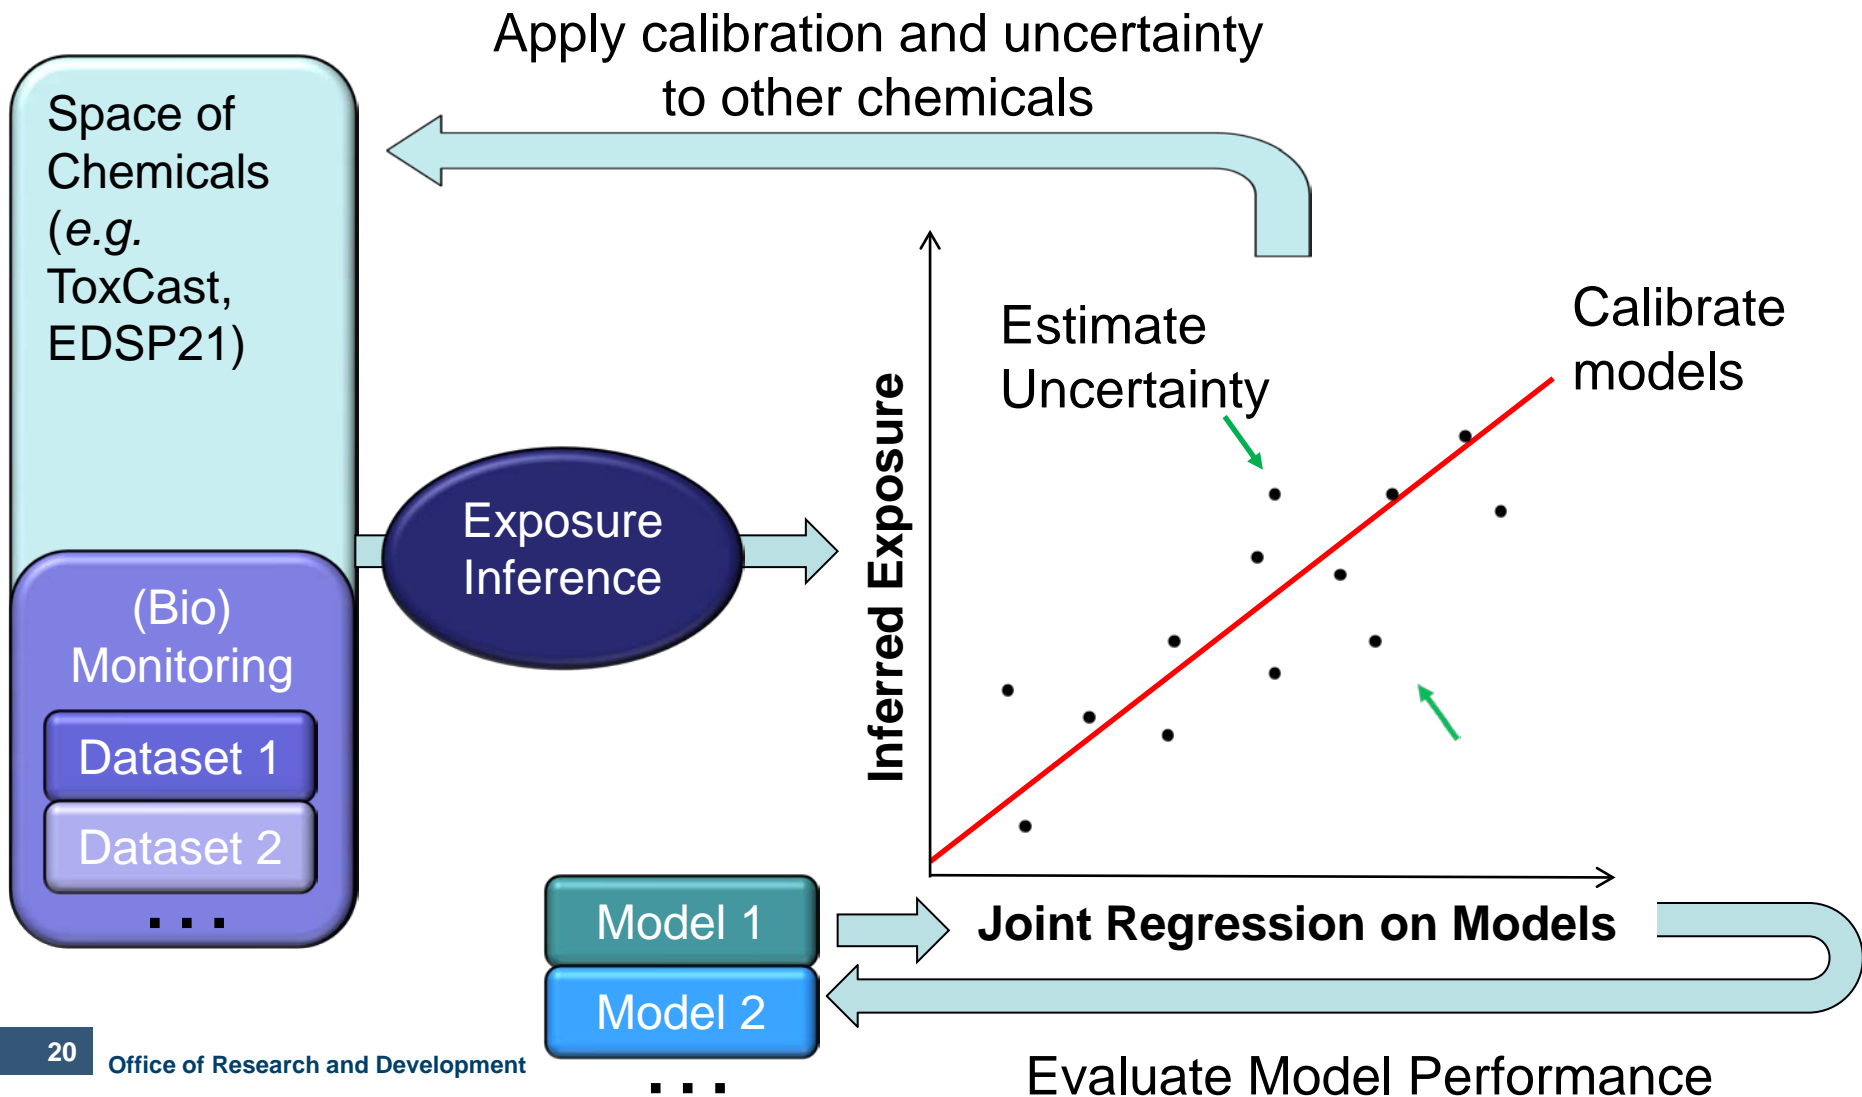 Apply calibration and uncertainty
to other chemicals
Space of
Chemicals
(e.g.
ToxCast,
EDSP21)
(Bio)
Monitoring
Dataset 1
Dataset 2
. . .
Exposure
Inference
Inferred Exposure
Estimate
Uncertainty
Calibrate
models
Joint Regression on Models
Model 1
Model 2
. . .
Evaluate Model Performance
20
Office of Research and Development